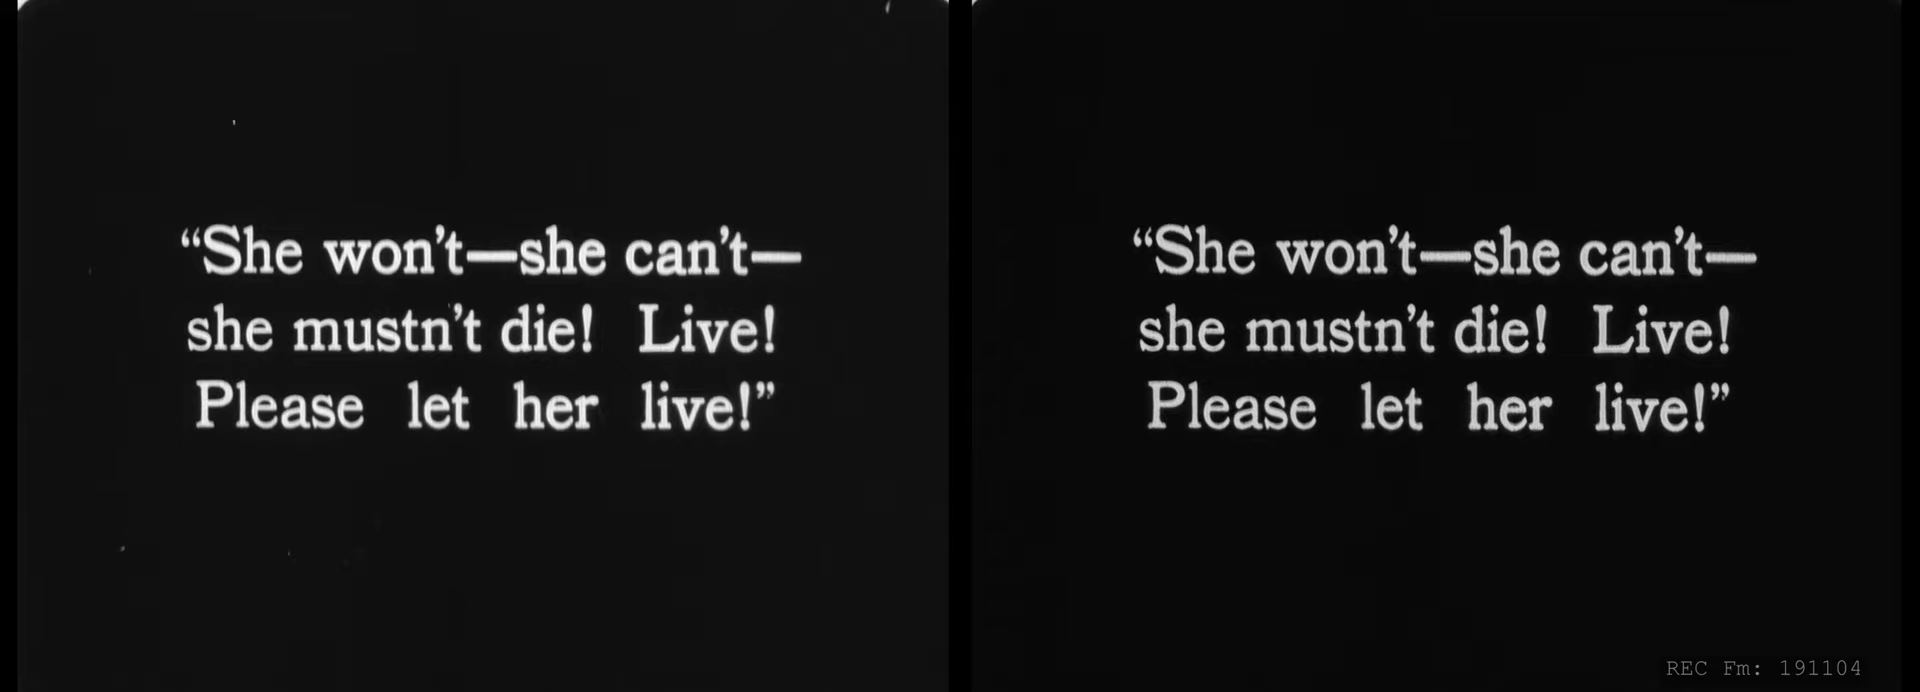 “She won’t—she can’t—
she mustn’t die! Live!
Please let her live!”
“She won’t—she can’t—
she mustn’t die! Live!
Please let her live!”
REC Fm: 191104